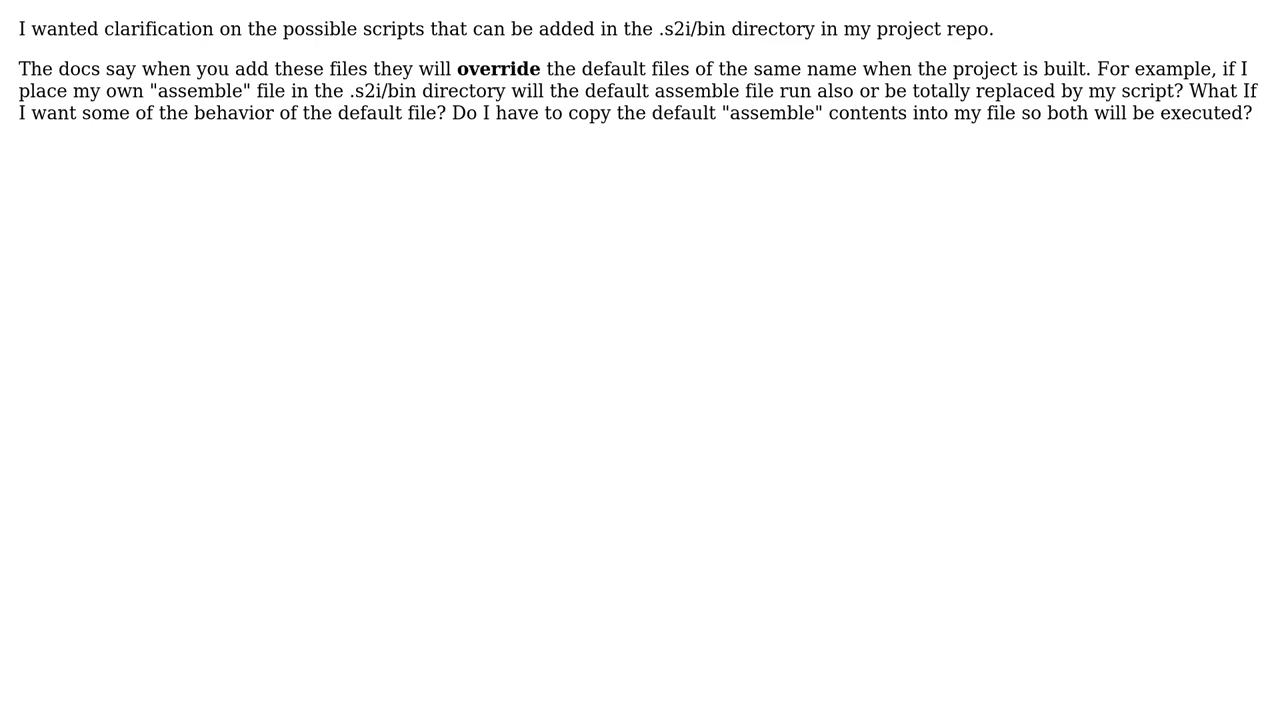 I wanted clarification on the possible scripts that can be added in the .s2i/bin directory in my project repo.
The docs say when you add these files they will override the default files of the same name when the project is built. For example, if I
place my own "assemble" file in the .s2i/bin directory will the default assemble file run also or be totally replaced by my script? What If
I want some of the behavior of the default file? Do I have to copy the default "assemble" contents into my file so both will be executed?